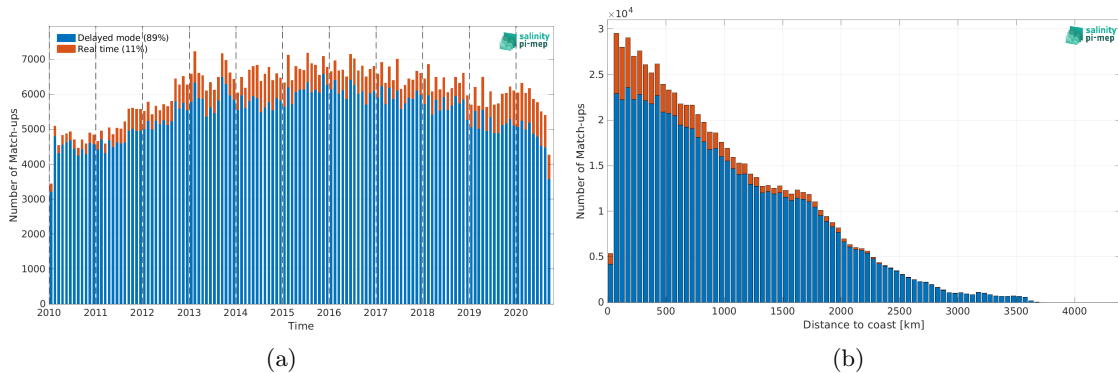 Delayed mode (89%)
Real time (11%)
salinity
pi-mep
7000
6000
5000
4000
3000
2000
1000
0
Number of Match-ups
2010 2011 2012 2013 2014 2015 2016 2017 2018 2019 2020
Time
(a)
×10⁴
salinity
pi-mep
3
2.5
2
1.5
1
0.5
0
Number of Match-ups
0 500 1000 1500 2000 2500 3000 3500 4000
Distance to coast [km]
(b)